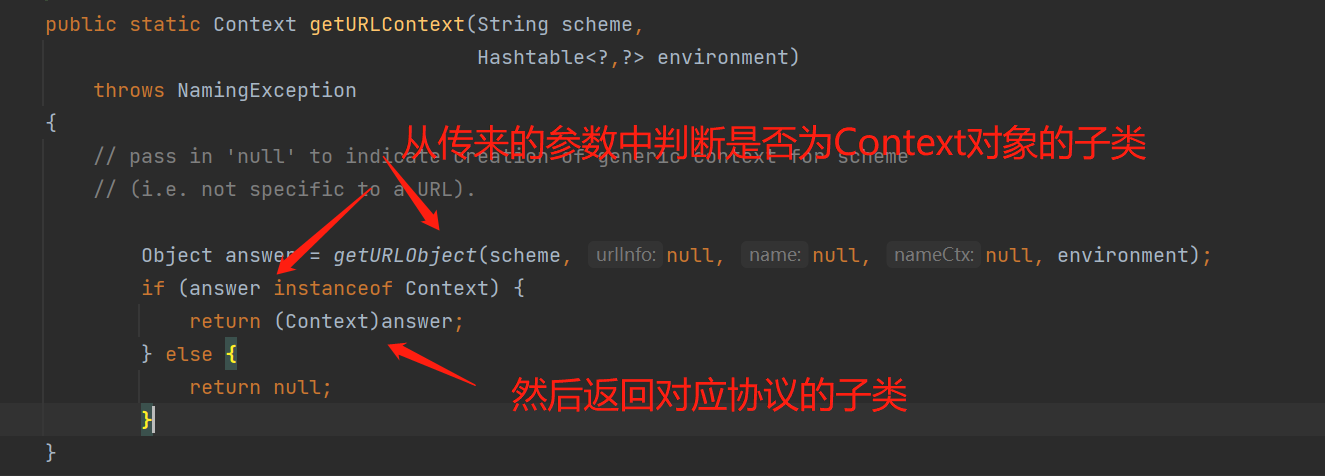 public static Context getURLContext(String scheme,
Hashtable<?,?> environment)
throws NamingException
{
从传来的参数中判断是否为Context对象的子类
// pass in 'null' to indicate creation of generic context for scheme
// (i.e. not specific to a URL).
Object answer = getURLObject(scheme, urlInfo: null, name: null, nameCtx: null, environment);
if (answer instanceof Context) {
return (Context)answer;
} else {
return null;
然后返回对应协议的子类
}
}